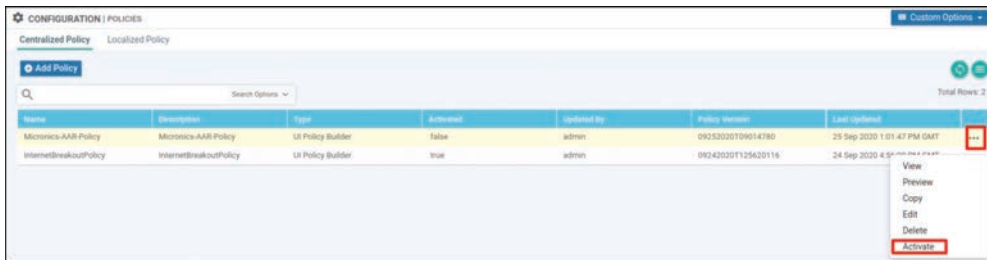 CONFIGURATION | POLICIES
Custom Options
Centralized Policy Localized Policy
Add Policy
Search Options
Total Rows: 2
Name Description Type Activated Updated By Policy Version Last Updated
Micronics-AAR-Policy Micronics-AAR-Policy UI Policy Builder false admin 09252020T09014780 25 Sep 2020 1:01:47 PM GMT
InternetBreakoutPolicy InternetBreakoutPolicy UI Policy Builder true admin 09242020T125620116 24 Sep 2020
View
Preview
Copy
Edit
Delete
Activate